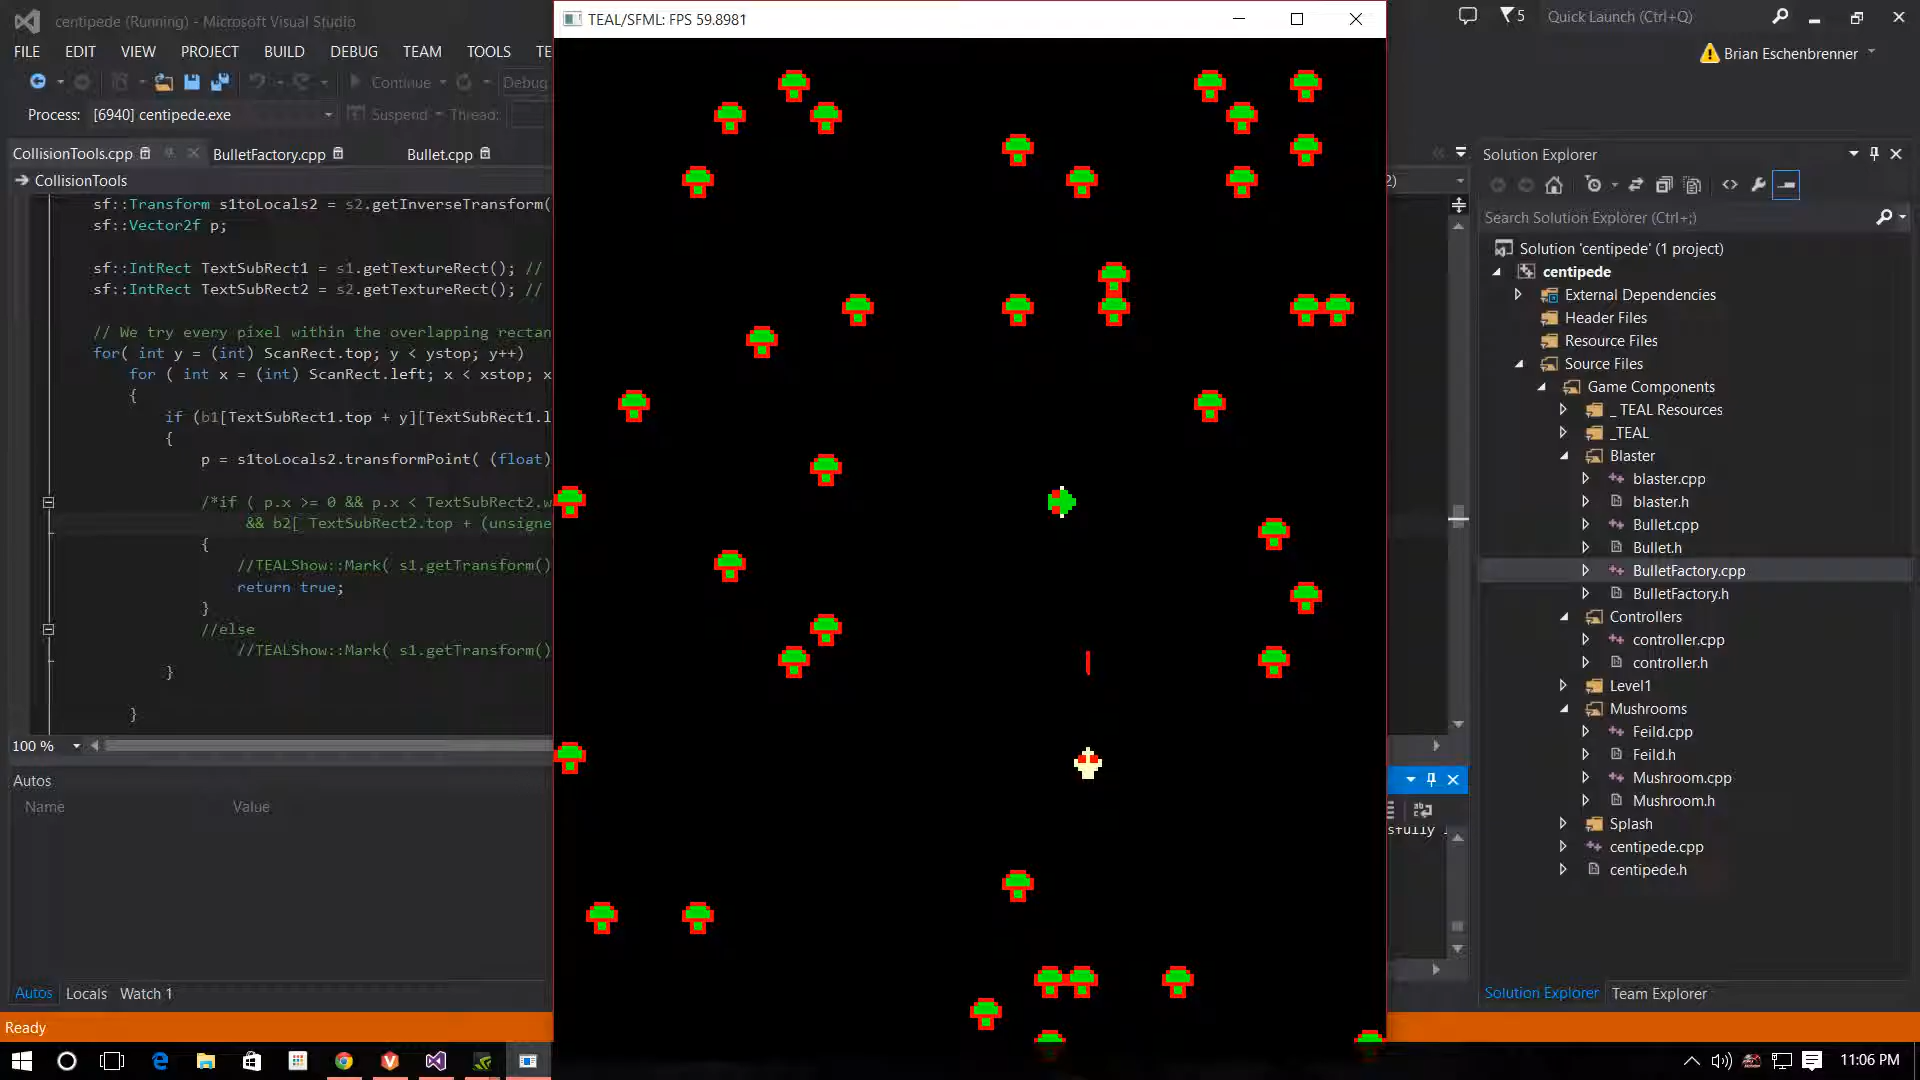 centipede (Running) - Microsoft Visual Studio
TEAL/SFML: FPS 59.8981
5
Quick Launch (Ctrl+Q)
FILE EDIT VIEW PROJECT BUILD DEBUG TEAM TOOLS TE
Brian Eschenbrenner
Continue
Debug
Process: [6940] centipede.exe
Suspend Thread:
CollisionTools.cpp
BulletFactory.cpp
Bullet.cpp
CollisionTools
2)
sf::Transform s1toLocals2 = s2.getInverseTransform(
sf::Vector2f p;
sf::IntRect TextSubRect1 = s1.getTextureRect(); //
sf::IntRect TextSubRect2 = s2.getTextureRect(); //
// We try every pixel within the overlapping rectan
for( int y = (int) ScanRect.top; y < ystop; y++)
for ( int x = (int) ScanRect.left; x < xstop; x
{
if (b1[TextSubRect1.top + y][TextSubRect1.l
{
p = s1toLocals2.transformPoint( (float)
/*if ( p.x >= 0 && p.x < TextSubRect2.w
&& b2[ TextSubRect2.top + (unsigne
{
//TEALShow::Mark( s1.getTransform()
return true;
}
//else
//TEALShow::Mark( s1.getTransform()
}
}
100 %
Autos
Name Value
Autos Locals Watch 1
Ready
Solution Explorer
Search Solution Explorer (Ctrl+;)
Solution 'centipede' (1 project)
centipede
External Dependencies
Header Files
Resource Files
Source Files
Game Components
_ TEAL Resources
_TEAL
Blaster
blaster.cpp
blaster.h
Bullet.cpp
Bullet.h
BulletFactory.cpp
BulletFactory.h
Controllers
controller.cpp
controller.h
Level1
Mushrooms
Feild.cpp
Feild.h
Mushroom.cpp
Mushroom.h
Splash
centipede.cpp
centipede.h
Solution Explorer Team Explorer
11:06 PM